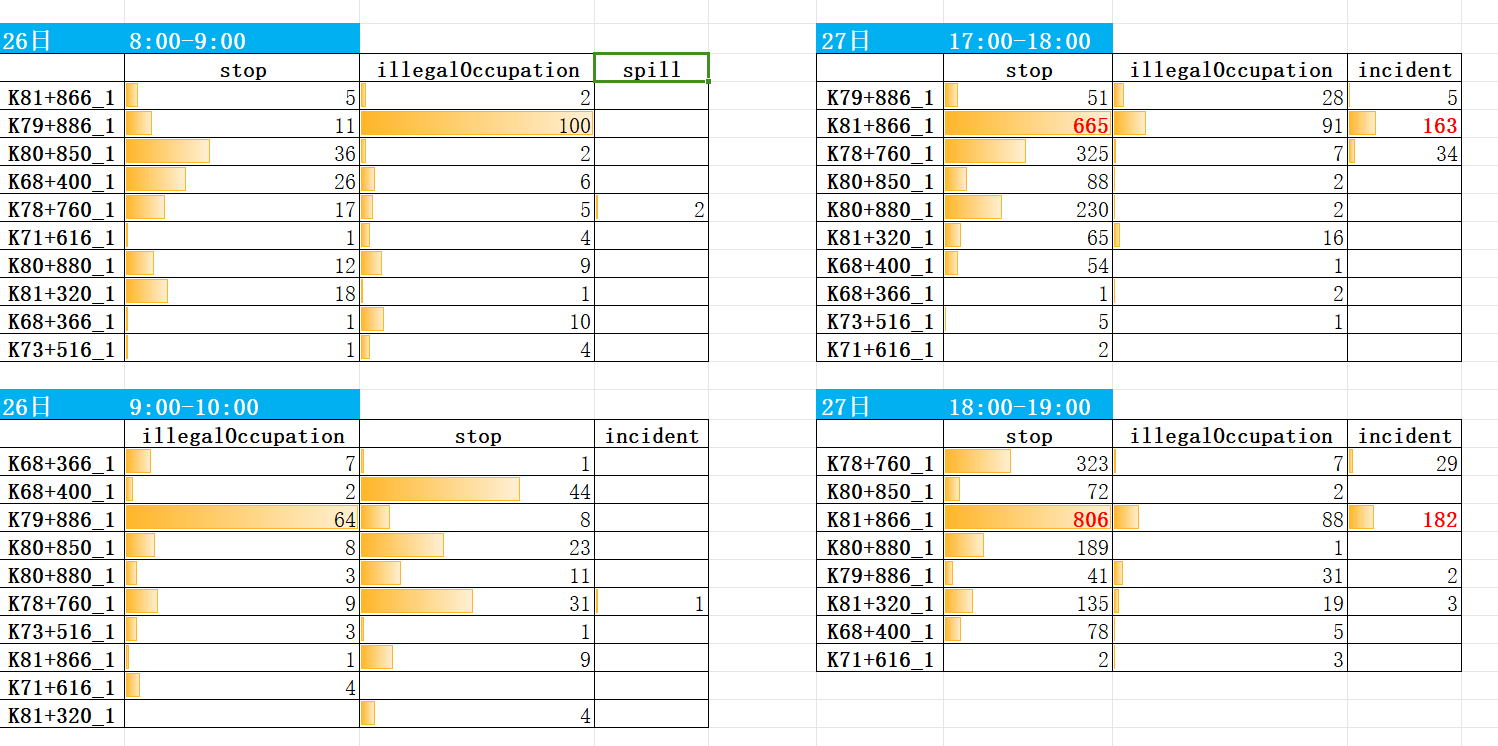 26日 8:00-9:00
stop illegalOccupation spill
K81+866_1 5 2
K79+886_1 11 100
K80+850_1 36 2
K68+400_1 26 6
K78+760_1 17 5 2
K71+616_1 1 4
K80+880_1 12 9
K81+320_1 18 1
K68+366_1 1 10
K73+516_1 1 4
27日 17:00-18:00
stop illegalOccupation incident
K79+886_1 51 28 5
K81+866_1 665 91 163
K78+760_1 325 7 34
K80+850_1 88 2
K80+880_1 230 2
K81+320_1 65 16
K68+400_1 54 1
K68+366_1 1 2
K73+516_1 5 1
K71+616_1 2
26日 9:00-10:00
illegalOccupation stop incident
K68+366_1 7 1
K68+400_1 2 44
K79+886_1 64 8
K80+850_1 8 23
K80+880_1 3 11
K78+760_1 9 31 1
K73+516_1 3 1
K81+866_1 1 9
K71+616_1 4
K81+320_1 4
27日 18:00-19:00
stop illegalOccupation incident
K78+760_1 323 7 29
K80+850_1 72 2
K81+866_1 806 88 182
K80+880_1 189 1
K79+886_1 41 31 2
K81+320_1 135 19 3
K68+400_1 78 5
K71+616_1 2 3